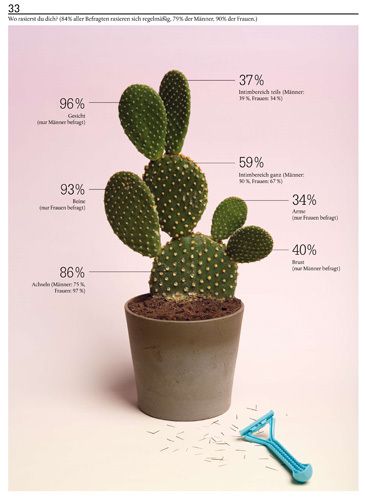 33
Wo rasierst du dich? (84% aller Befragten rasieren sich regelmäßig, 79% der Männer, 90% der Frauen.)
37%
Intimbereich teils (Männer:
39 %, Frauen: 34 %)
96%
Gesicht
(nur Männer befragt)
59%
Intimbereich ganz (Männer:
50 %, Frauen: 67 %)
93%
Beine
(nur Frauen befragt)
34%
Arme
(nur Frauen befragt)
40%
Brust
(nur Männer befragt)
86%
Achseln (Männer: 75 %,
Frauen: 97 %)